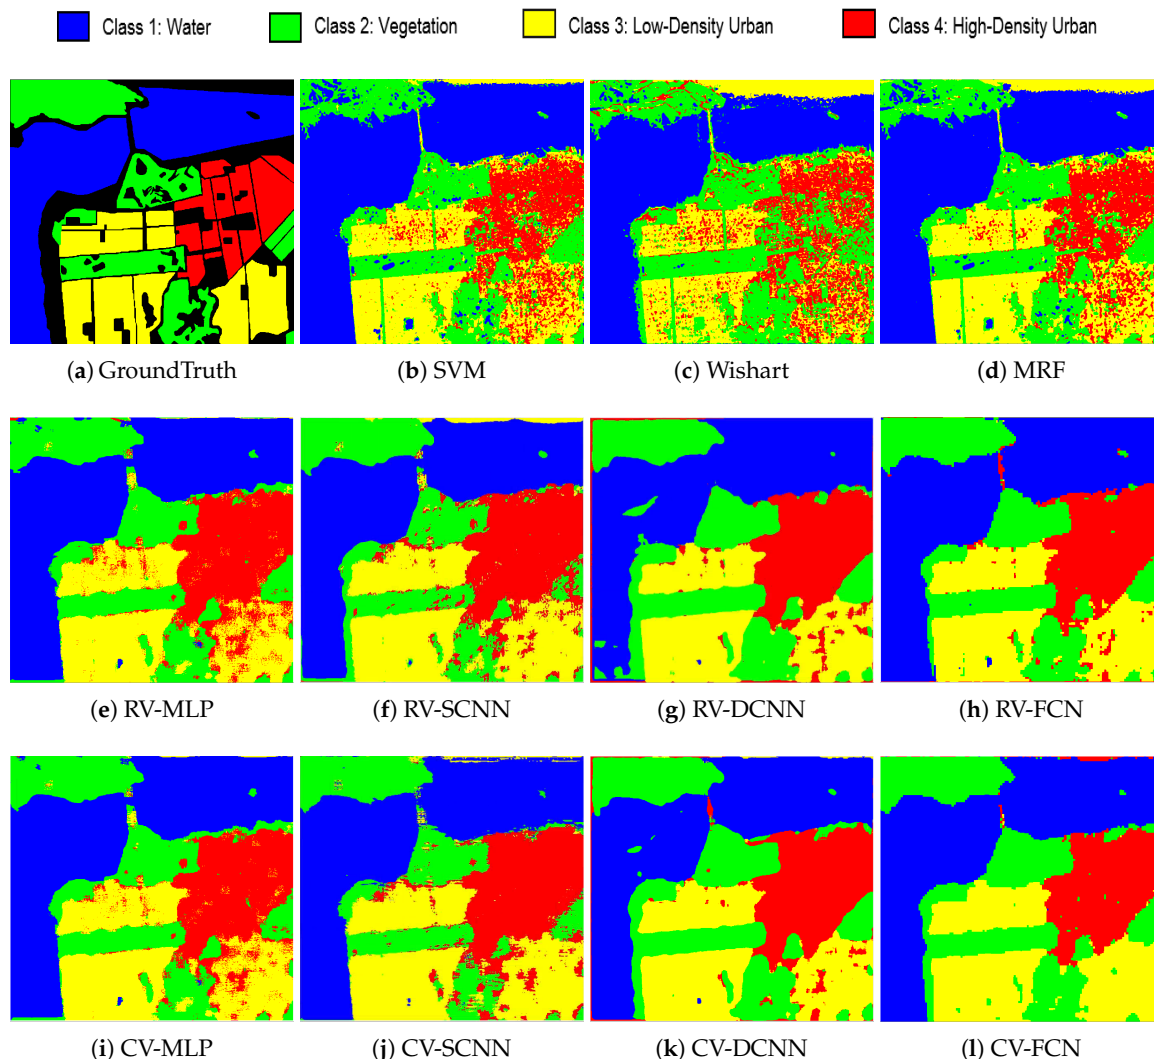 Class 1: Water Class 2: Vegetation Class 3: Low-Density Urban Class 4: High-Density Urban
(a) GroundTruth (b) SVM (c) Wishart (d) MRF
(e) RV-MLP (f) RV-SCNN (g) RV-DCNN (h) RV-FCN
(i) CV-MLP (j) CV-SCNN (k) CV-DCNN (l) CV-FCN